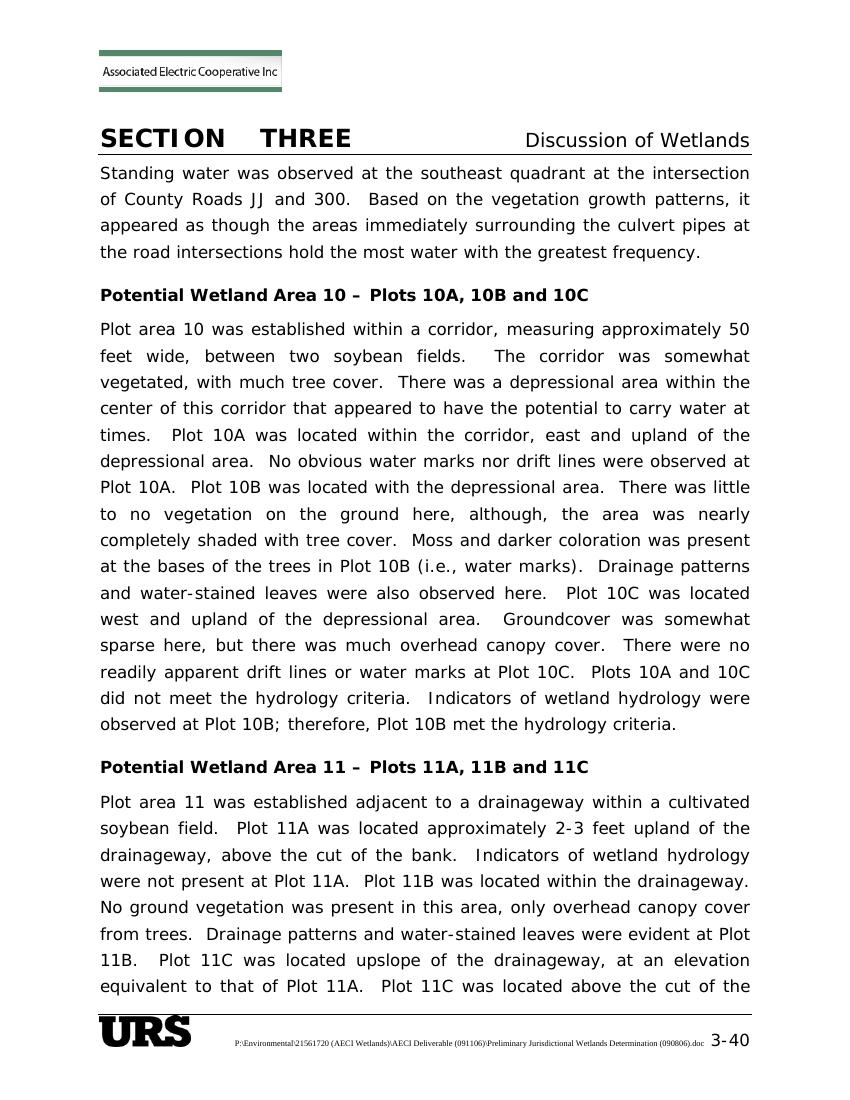 Associated Electric Cooperative Inc
SECTION THREE Discussion of Wetlands
Standing water was observed at the southeast quadrant at the intersection
of County Roads JJ and 300. Based on the vegetation growth patterns, it
appeared as though the areas immediately surrounding the culvert pipes at
the road intersections hold the most water with the greatest frequency.
Potential Wetland Area 10 – Plots 10A, 10B and 10C
Plot area 10 was established within a corridor, measuring approximately 50
feet wide, between two soybean fields. The corridor was somewhat
vegetated, with much tree cover. There was a depressional area within the
center of this corridor that appeared to have the potential to carry water at
times. Plot 10A was located within the corridor, east and upland of the
depressional area. No obvious water marks nor drift lines were observed at
Plot 10A. Plot 10B was located with the depressional area. There was little
to no vegetation on the ground here, although, the area was nearly
completely shaded with tree cover. Moss and darker coloration was present
at the bases of the trees in Plot 10B (i.e., water marks). Drainage patterns
and water-stained leaves were also observed here. Plot 10C was located
west and upland of the depressional area. Groundcover was somewhat
sparse here, but there was much overhead canopy cover. There were no
readily apparent drift lines or water marks at Plot 10C. Plots 10A and 10C
did not meet the hydrology criteria. Indicators of wetland hydrology were
observed at Plot 10B; therefore, Plot 10B met the hydrology criteria.
Potential Wetland Area 11 – Plots 11A, 11B and 11C
Plot area 11 was established adjacent to a drainageway within a cultivated
soybean field. Plot 11A was located approximately 2-3 feet upland of the
drainageway, above the cut of the bank. Indicators of wetland hydrology
were not present at Plot 11A. Plot 11B was located within the drainageway.
No ground vegetation was present in this area, only overhead canopy cover
from trees. Drainage patterns and water-stained leaves were evident at Plot
11B. Plot 11C was located upslope of the drainageway, at an elevation
equivalent to that of Plot 11A. Plot 11C was located above the cut of the
URS P:\Environmental\21561720 (AECI Wetlands)\AECI Deliverable (091106)\Preliminary Jurisdictional Wetlands Determination (090806).doc 3-40